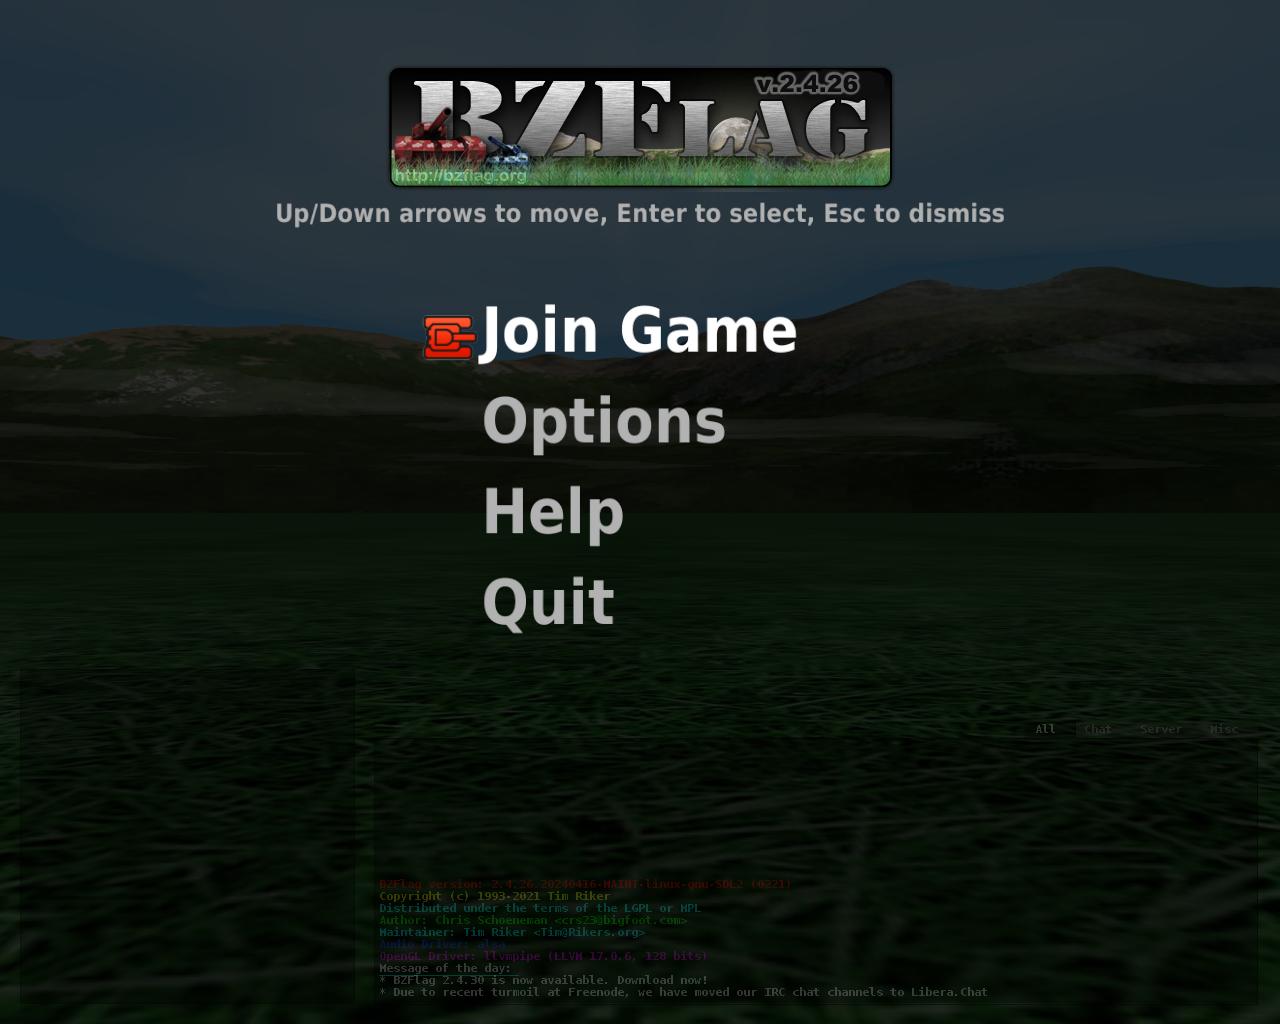 BZFLAG
v.2.4.26
http://bzflag.org
Up/Down arrows to move, Enter to select, Esc to dismiss
Join Game
Options
Help
Quit
All Chat Server Misc
BZFlag version: 2.4.26.20240416-MAINT-linux-gnu-SDL2 (0221)
Copyright (c) 1993-2021 Tim Riker
Distributed under the terms of the LGPL or MPL
Author: Chris Schoeneman <crs23@bigfoot.com>
Maintainer: Tim Riker <Tim@Rikers.org>
Audio Driver: alsa
OpenGL Driver: llvmpipe (LLVM 17.0.6, 128 bits)
Message of the day:
* BZFlag 2.4.30 is now available. Download now!
* Due to recent turmoil at Freenode, we have moved our IRC chat channels to Libera.Chat